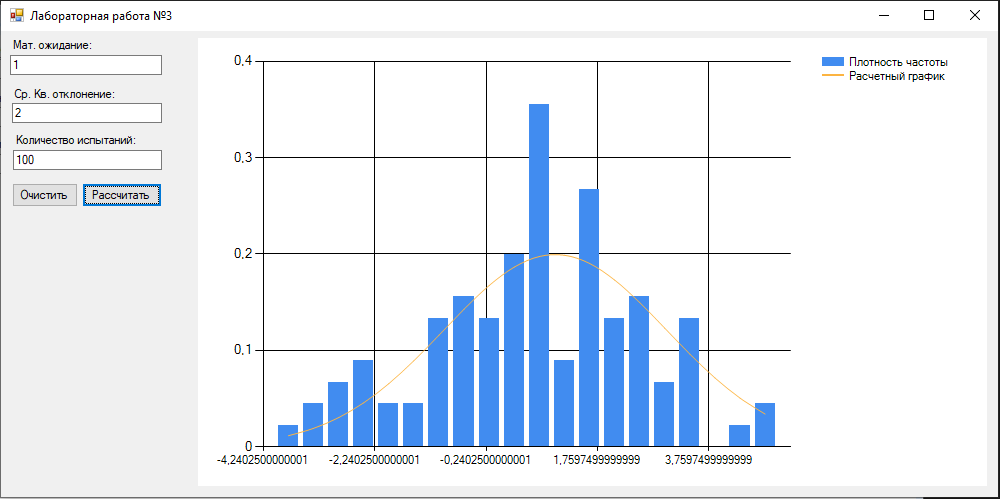 Лабораторная работа №3
Мат. ожидание:
1
Ср. Кв. отклонение:
2
Количество испытаний:
100
Очистить
Рассчитать
0,4
0,3
0,2
0,1
0
-4,2402500000001
-2,2402500000001
-0,2402500000001
1,7597499999999
3,7597499999999
Плотность частоты
Расчетный график